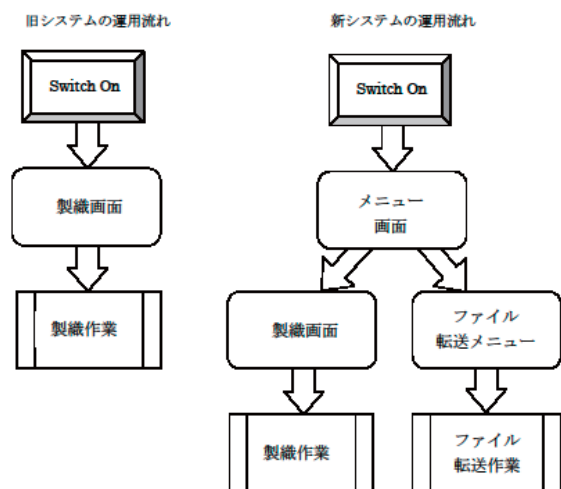 旧システムの運用流れ
Switch On
製織画面
製織作業
新システムの運用流れ
Switch On
メニュー
画面
製織画面
製織作業
ファイル
転送メニュー
ファイル
転送作業